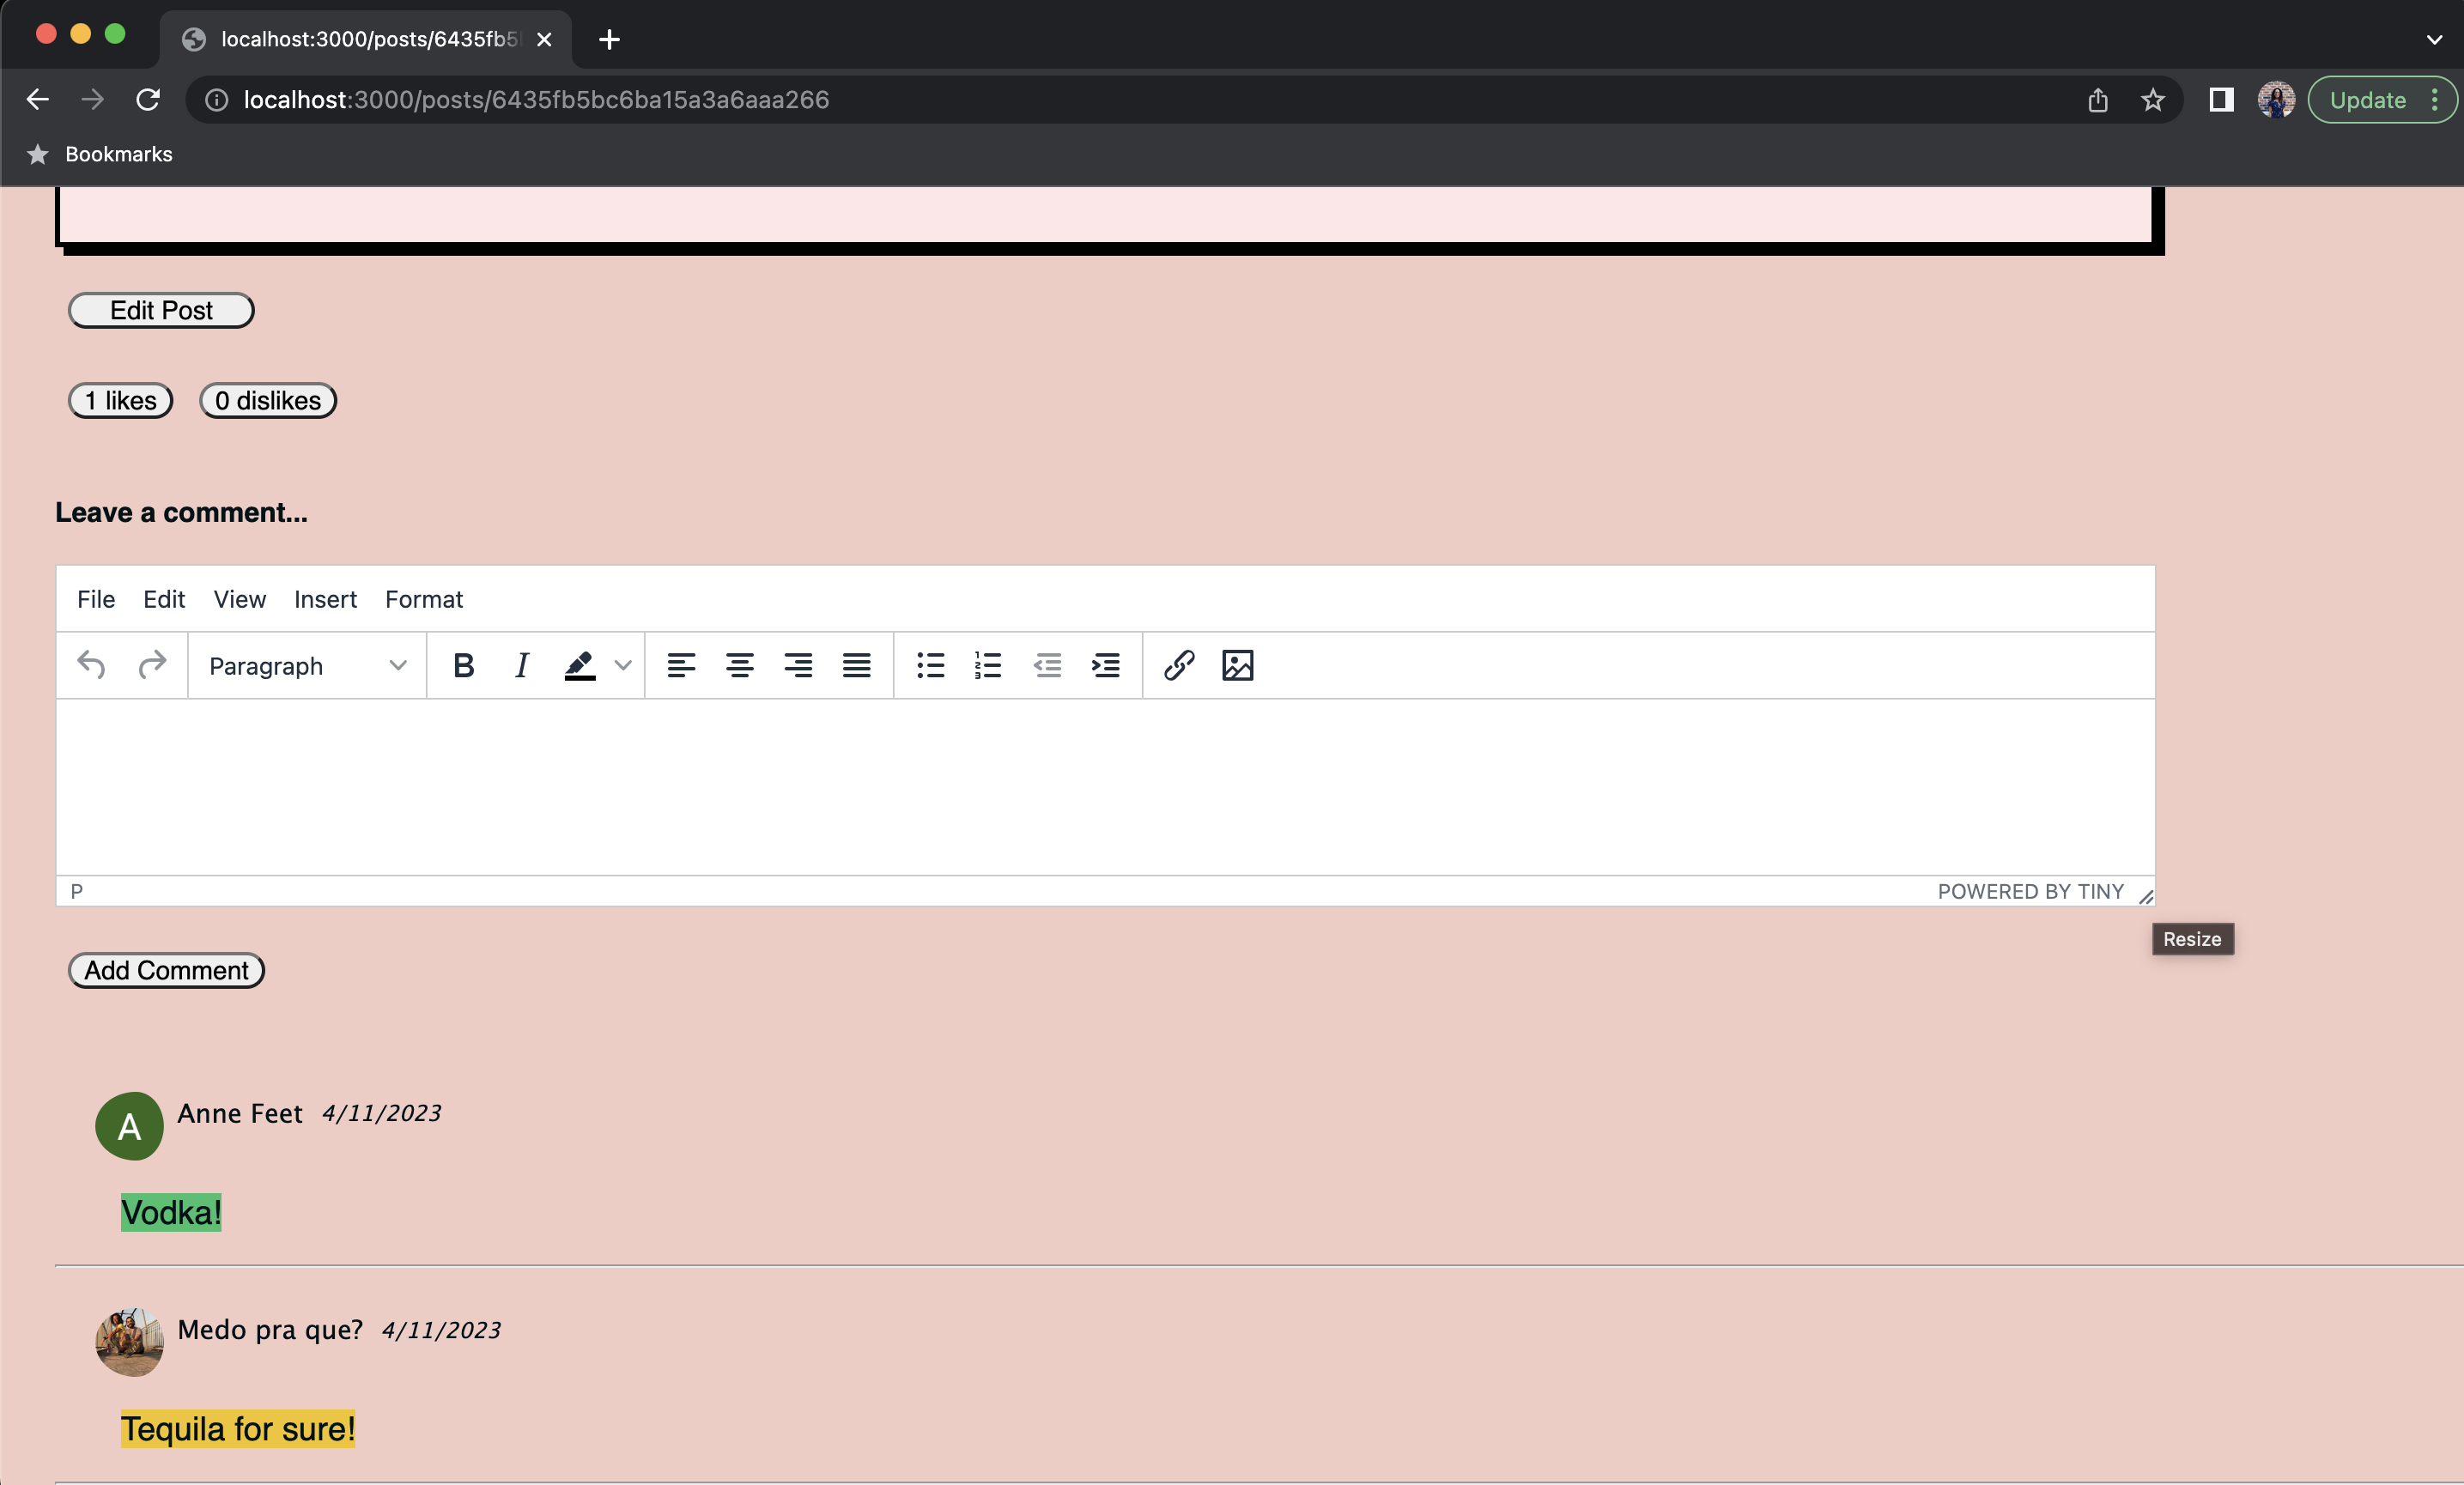 localhost:3000/posts/6435fb5
localhost:3000/posts/6435fb5bc6ba15a3a6aaa266
Update
Bookmarks
Edit Post
1 likes 0 dislikes
Leave a comment...
File Edit View Insert Format
Paragraph B I
P POWERED BY TINY
Resize
Add Comment
A Anne Feet 4/11/2023
Vodka!
Medo pra que? 4/11/2023
Tequila for sure!